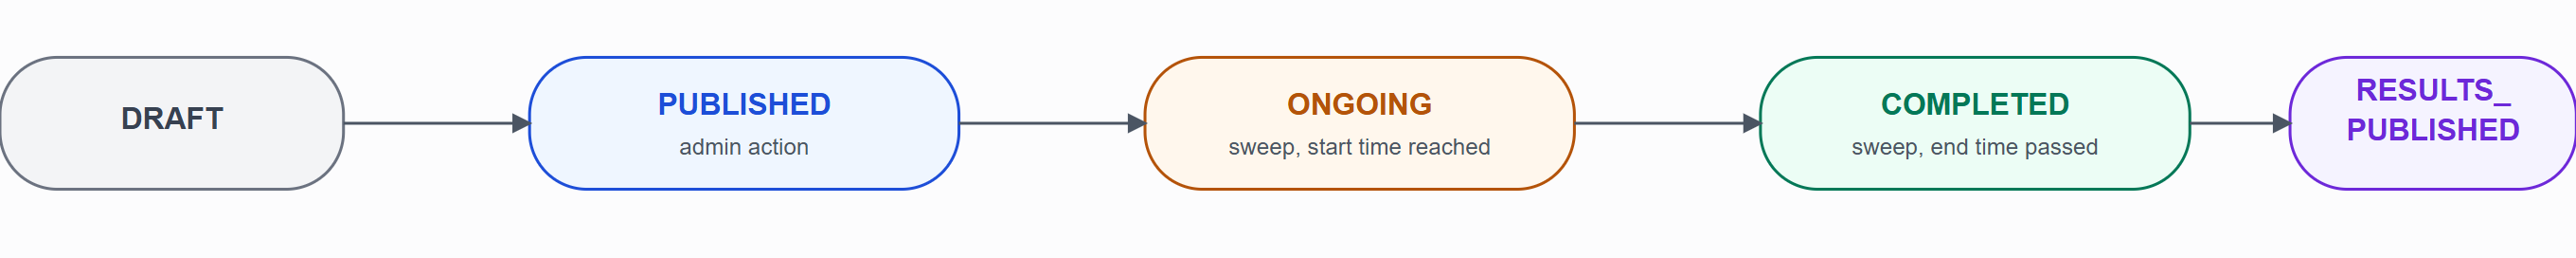 DRAFT
PUBLISHED
admin action
ONGOING
sweep, start time reached
COMPLETED
sweep, end time passed
RESULTS_
PUBLISHED